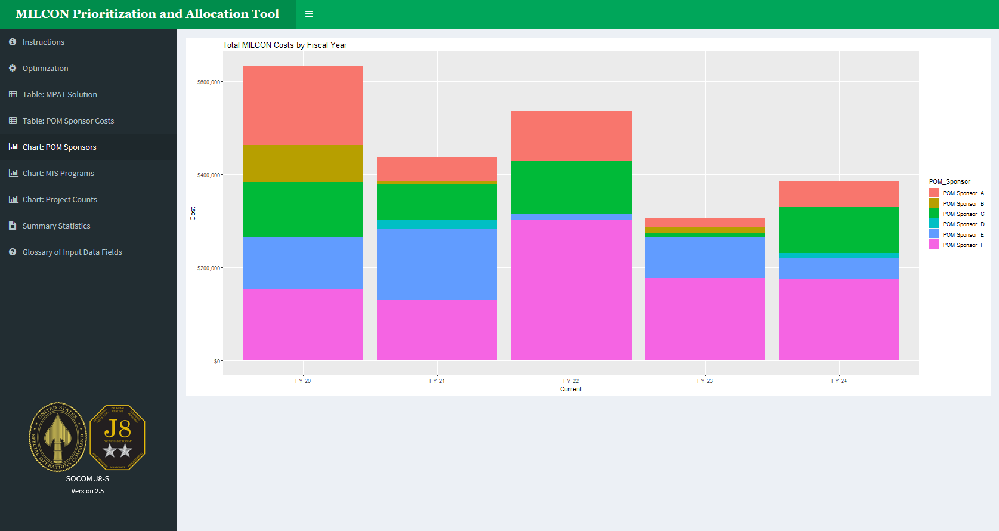 MILCON Prioritization and Allocation Tool
Instructions
Optimization
Table: MPAT Solution
Table: POM Sponsor Costs
Chart: POM Sponsors
Chart: MIS Programs
Chart: Project Counts
Summary Statistics
Glossary of Input Data Fields
UNITED STATES
SPECIAL OPERATIONS COMMAND
PROGRAM
ANALYSIS
J8
MANPOWER
SOCOM J8-S
Version 2.5
Total MILCON Costs by Fiscal Year
Cost
$600,000
$400,000
$200,000
$0
FY 20
FY 21
FY 22
FY 23
FY 24
Current
POM_Sponsor
POM Sponsor A
POM Sponsor B
POM Sponsor C
POM Sponsor D
POM Sponsor E
POM Sponsor F